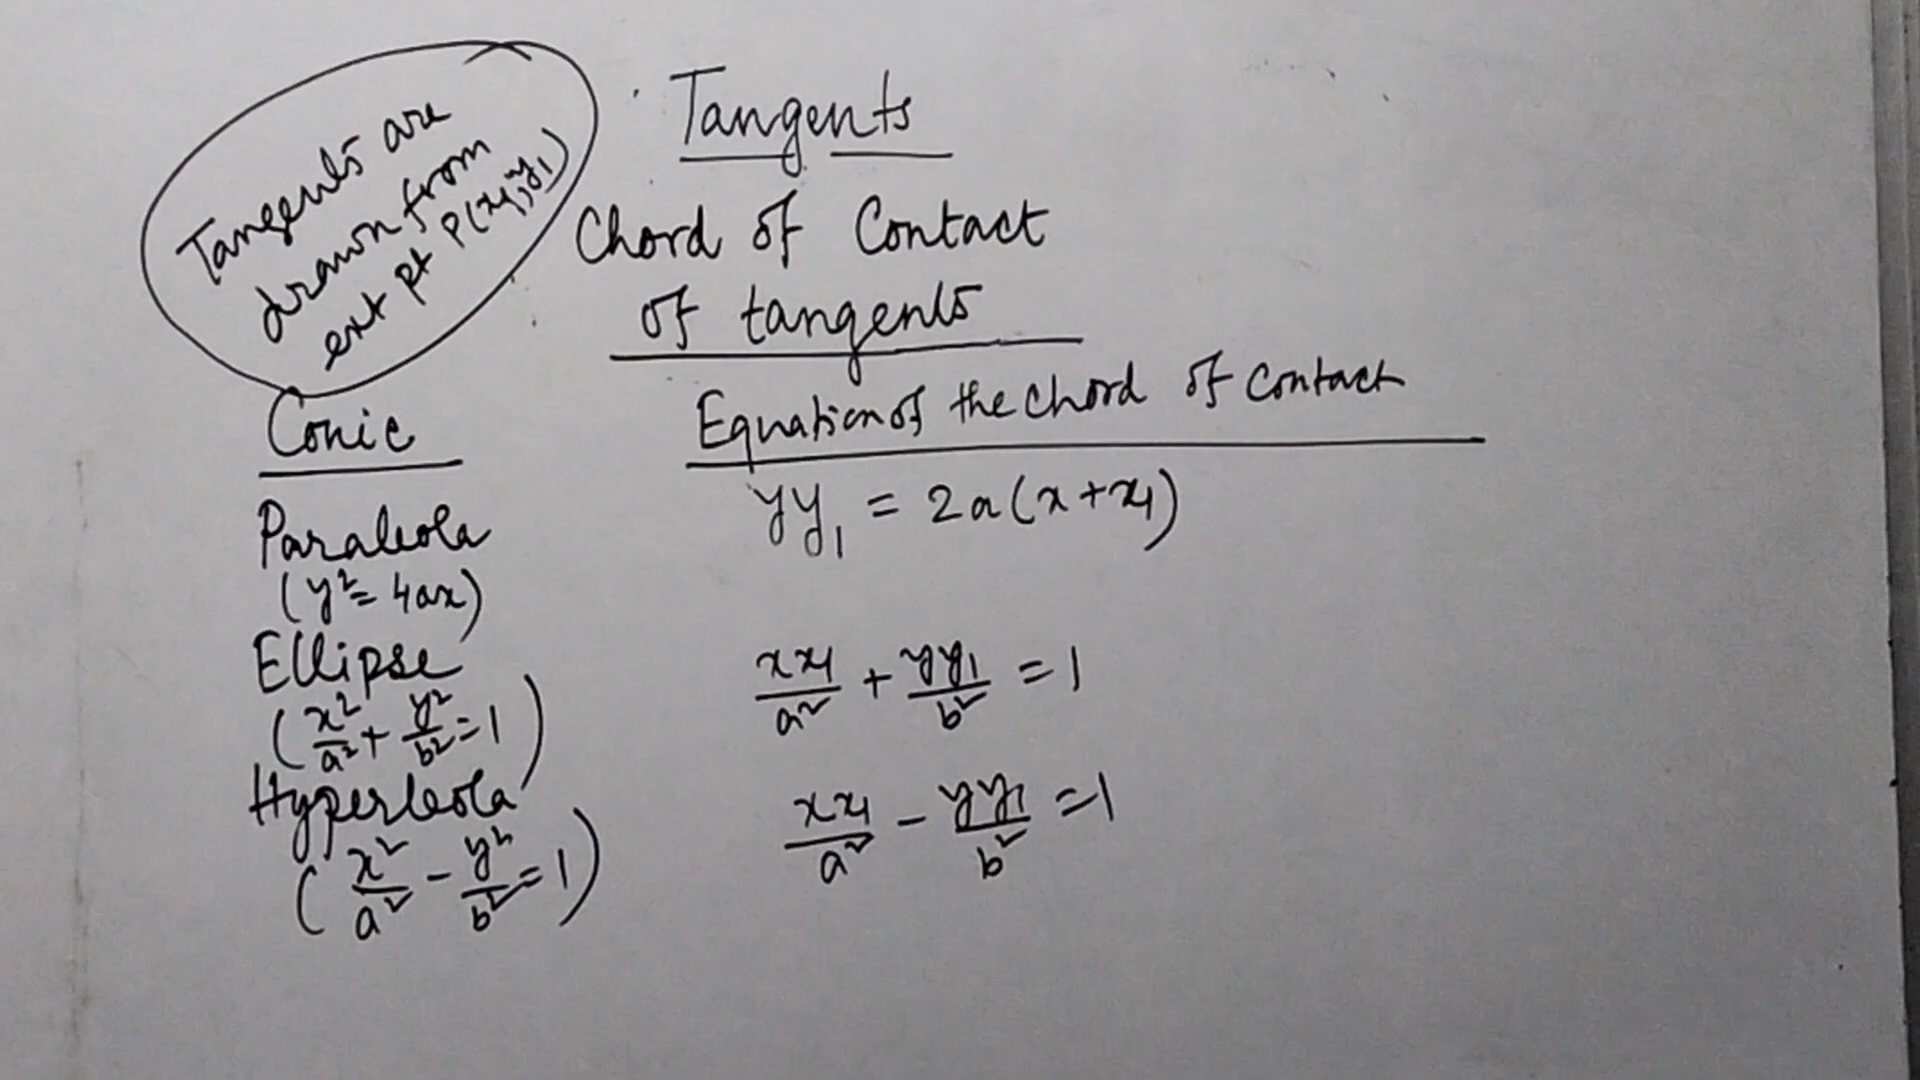 Tangents are
drawn from
ext pt P(x₁, y₁)
Tangents
Chord of Contact
of tangents
Conic
Equation of the chord of contact
Parabola
(y² = 4ax)
yy₁ = 2a(x + x₁)
Ellipse
(x²/a² + y²/b² = 1)
xx₁/a² + yy₁/b² = 1
Hyperbola
(x²/a² - y²/b² = 1)
xx₁/a² - yy₁/b² = 1